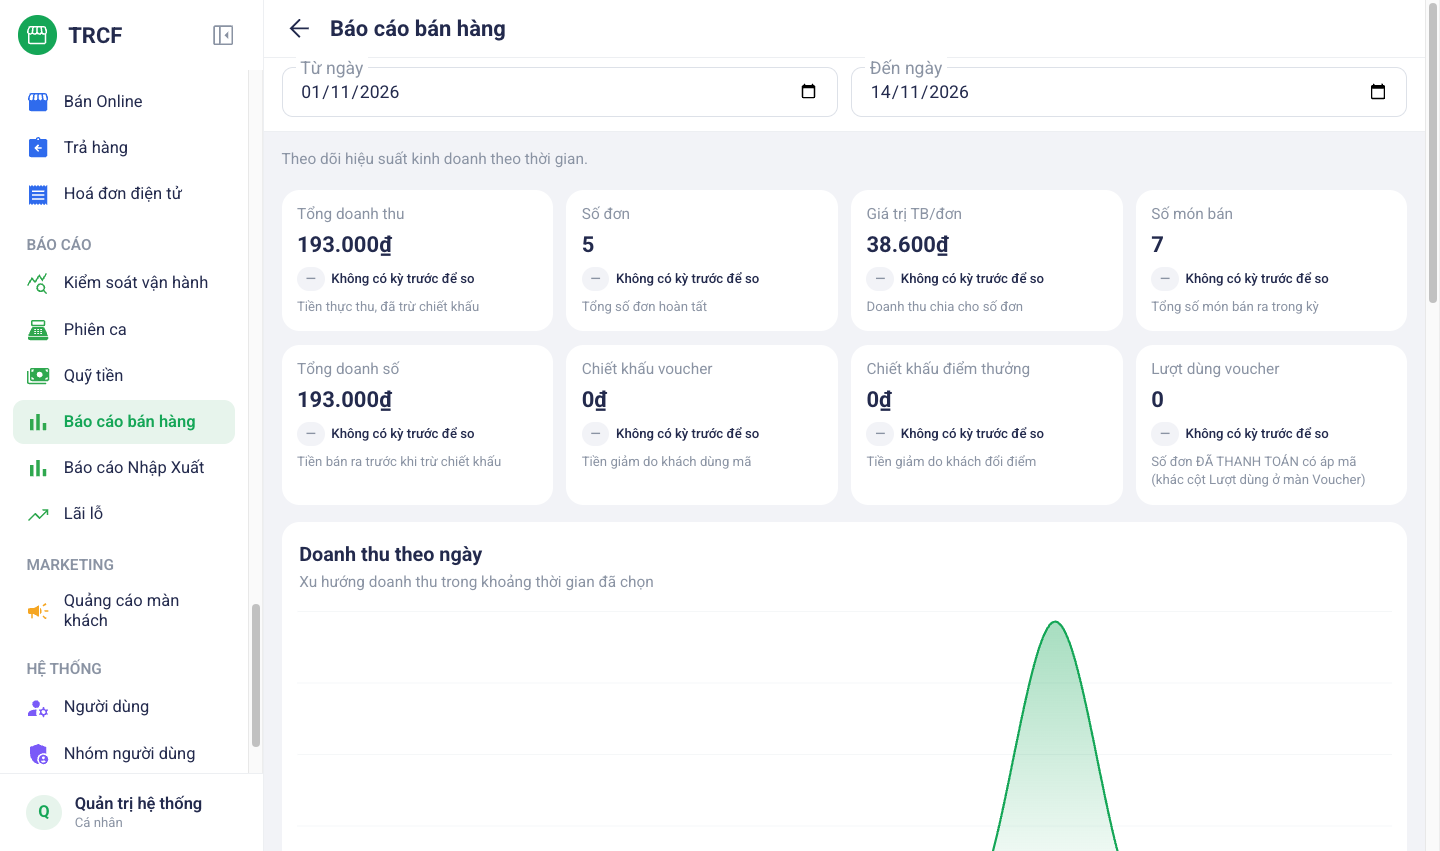 TRCF
Bán Online
Trả hàng
Hoá đơn điện tử
BÁO CÁO
Kiểm soát vận hành
Phiên ca
Quỹ tiền
Báo cáo bán hàng
Báo cáo Nhập Xuất
Lãi lỗ
MARKETING
Quảng cáo màn
khách
HỆ THỐNG
Người dùng
Nhóm người dùng
Q
Quản trị hệ thống
Cá nhân
Báo cáo bán hàng
Từ ngày
01/11/2026
Đến ngày
14/11/2026
Theo dõi hiệu suất kinh doanh theo thời gian.
Tổng doanh thu
193.000₫
Không có kỳ trước để so
Tiền thực thu, đã trừ chiết khấu
Số đơn
5
Không có kỳ trước để so
Tổng số đơn hoàn tất
Giá trị TB/đơn
38.600₫
Không có kỳ trước để so
Doanh thu chia cho số đơn
Số món bán
7
Không có kỳ trước để so
Tổng số món bán ra trong kỳ
Tổng doanh số
193.000₫
Không có kỳ trước để so
Tiền bán ra trước khi trừ chiết khấu
Chiết khấu voucher
0₫
Không có kỳ trước để so
Tiền giảm do khách dùng mã
Chiết khấu điểm thưởng
0₫
Không có kỳ trước để so
Tiền giảm do khách đổi điểm
Lượt dùng voucher
0
Không có kỳ trước để so
Số đơn ĐÃ THANH TOÁN có áp mã
(khác cột Lượt dùng ở màn Voucher)
Doanh thu theo ngày
Xu hướng doanh thu trong khoảng thời gian đã chọn